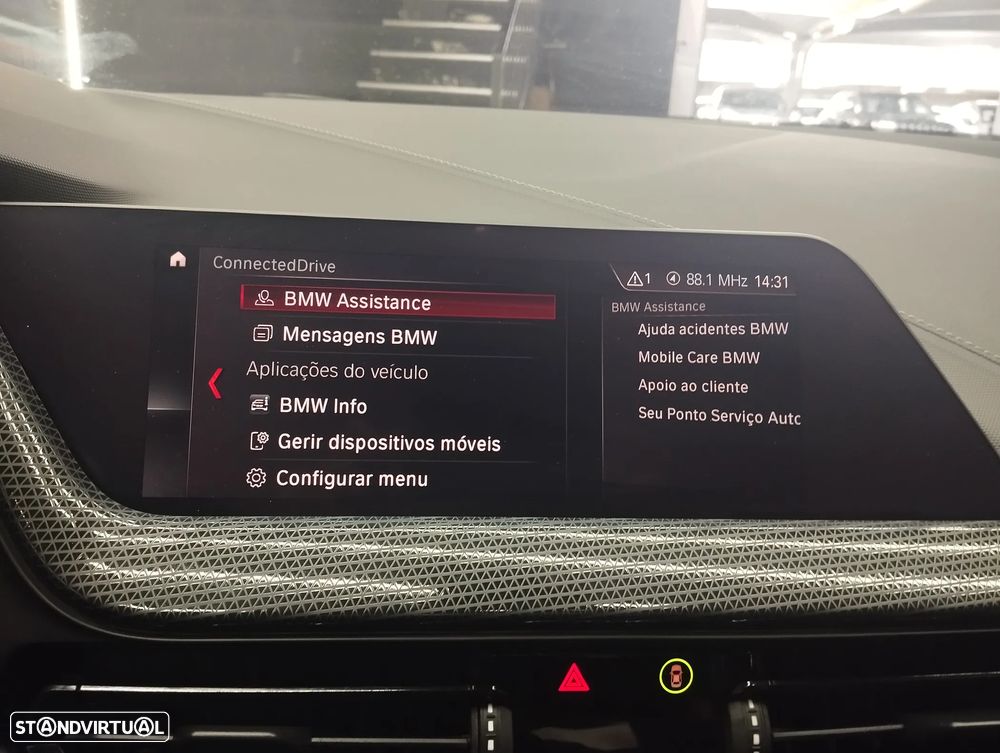 ConnectedDrive
BMW Assistance
Mensagens BMW
Aplicações do veículo
BMW Info
Gerir dispositivos móveis
Configurar menu
1 88.1 MHz 14:31
BMW Assistance
Ajuda acidentes BMW
Mobile Care BMW
Apoio ao cliente
Seu Ponto Serviço Autc
STANDVIRTUAL